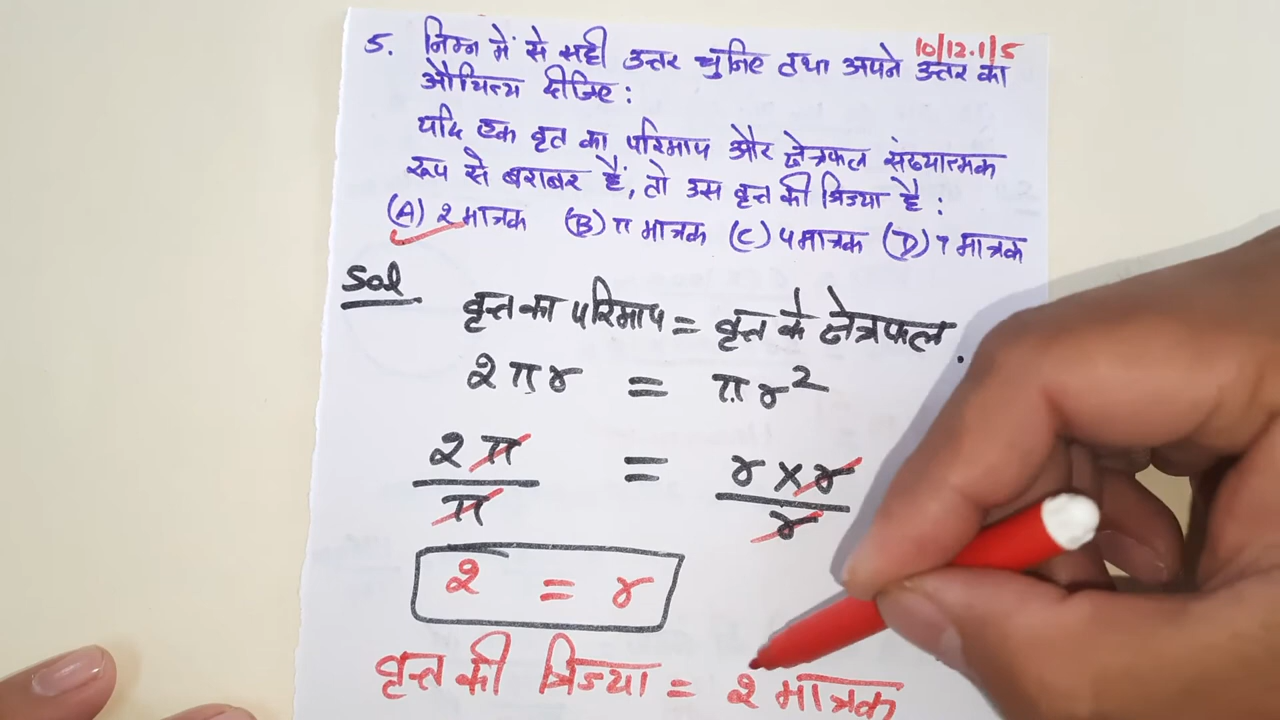 10/12.1/5
5. निम्न में से सही उत्तर चुनिए तथा अपने उत्तर का
औचित्य दीजिए:
यदि एक वृत का परिमाप और क्षेत्रफल संख्यात्मक
रूप से बराबर है, तो उस वृत्त की त्रिज्या है:
(A) 2 मात्रक (B) π मात्रक (C) 4 मात्रक (D) 7 मात्रक
Sol
वृत्त का परिमाप = वृत्त के क्षेत्रफल.
2πr = πr²
2π/π = r×r/r
2 = r
वृत्त की त्रिज्या = 2 मात्रक